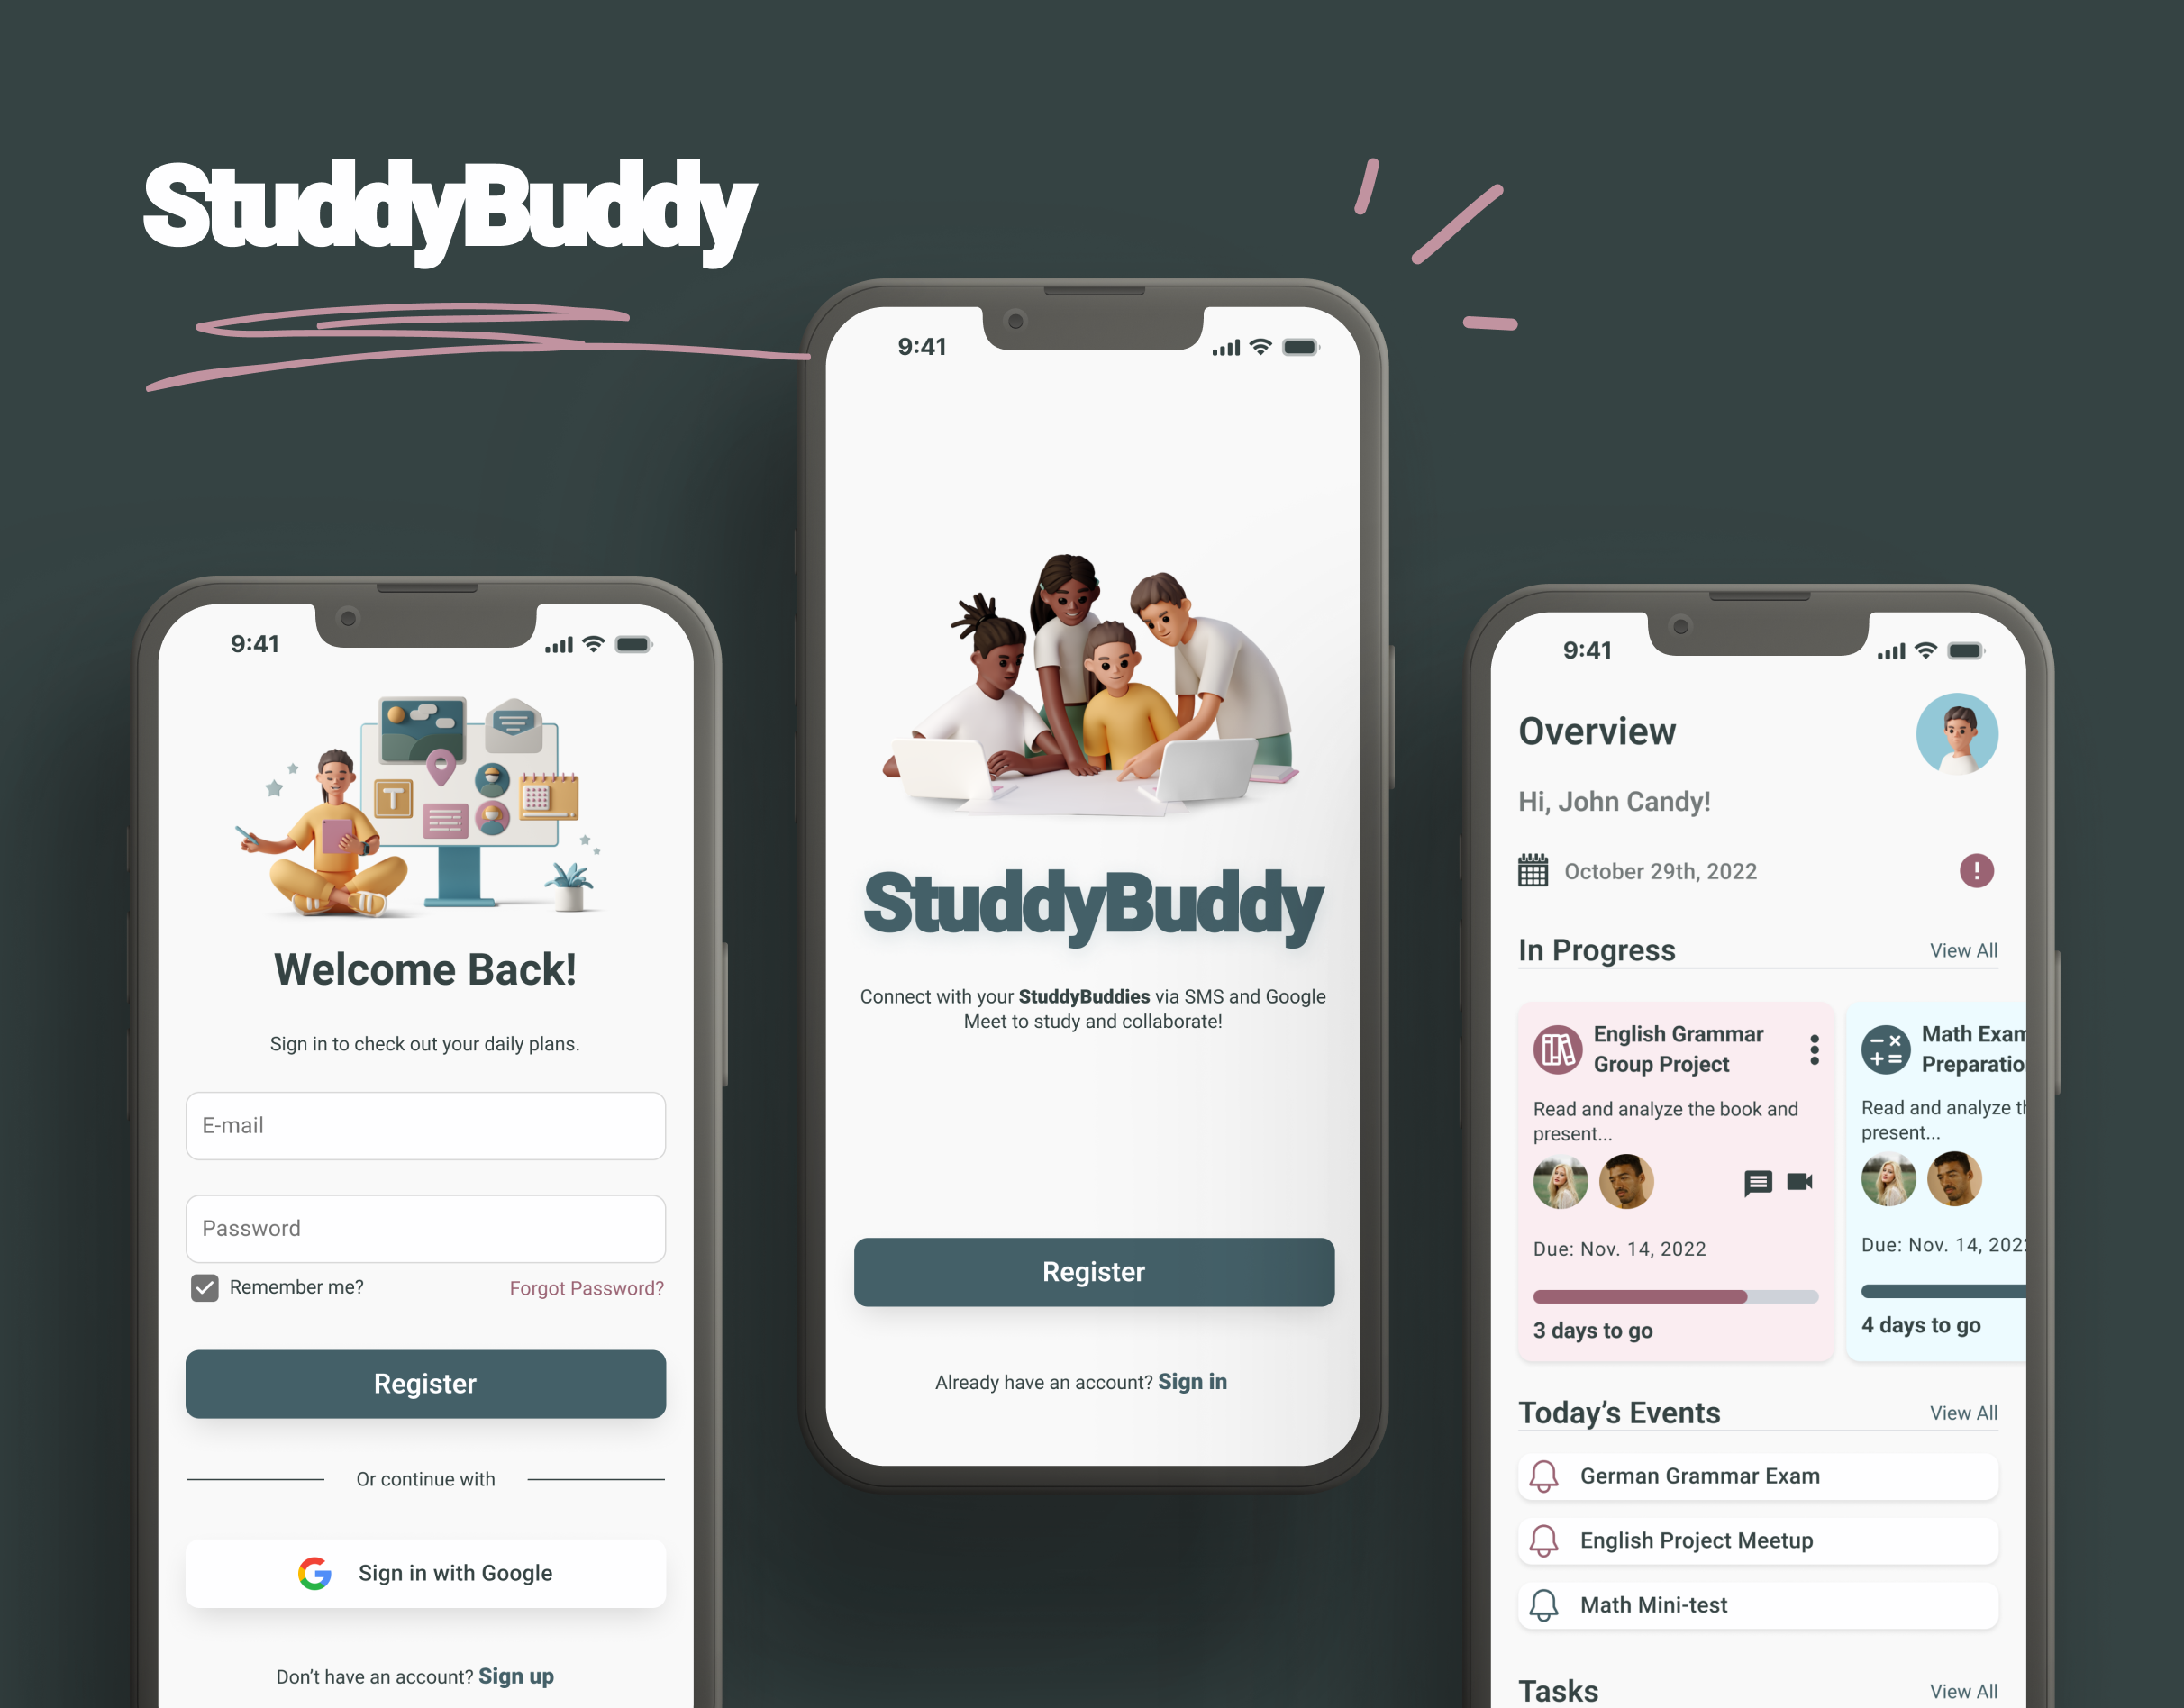 StuddyBuddy
9:41
Welcome Back!
Sign in to check out your daily plans.
E-mail
Password
Remember me?
Forgot Password?
Register
Or continue with
Sign in with Google
Don't have an account? Sign up
9:41
StuddyBuddy
Connect with your StuddyBuddies via SMS and Google
Meet to study and collaborate!
Register
Already have an account? Sign in
9:41
Overview
Hi, John Candy!
October 29th, 2022
In Progress
View All
English Grammar
Group Project
Read and analyze the book and
present...
Due: Nov. 14, 2022
3 days to go
Math Exam
Preparatio
Read and analyze th
present...
Due: Nov. 14, 2022
4 days to go
Today's Events
View All
German Grammar Exam
English Project Meetup
Math Mini-test
Tasks
View All